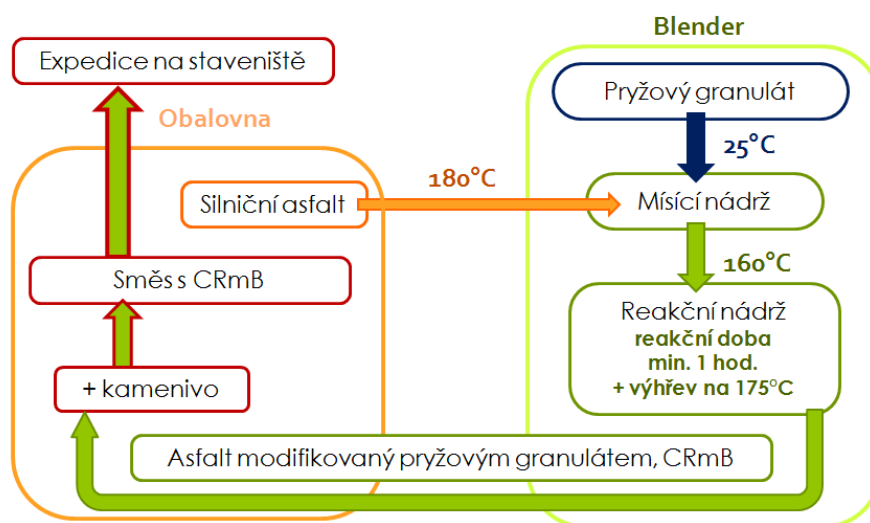 Blender
Expedice na staveniště
Pryžový granulát
Obalovna
25°C
180°C
Silniční asfalt
Mísící nádrž
160°C
Směs s CRmB
Reakční nádrž
reakční doba
min. 1 hod.
+ výhřev na 175°C
+ kamenivo
Asfalt modifikovaný pryžovým granulátem, CRmB